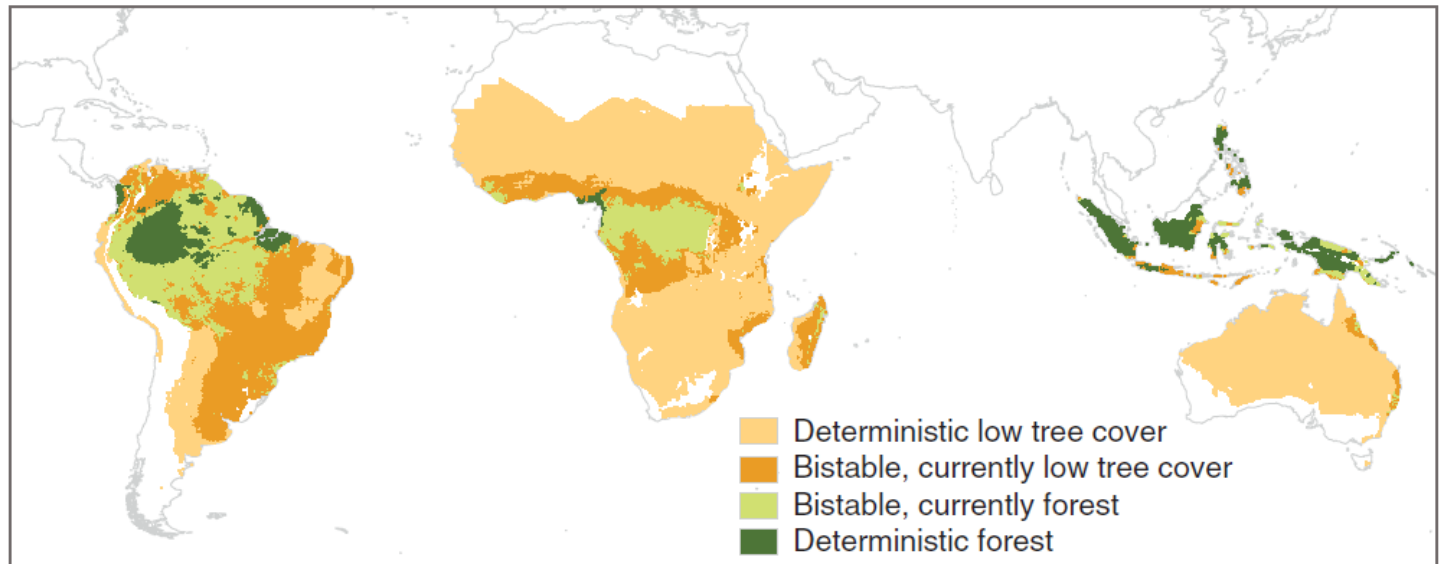 Deterministic low tree cover
Bistable, currently low tree cover
Bistable, currently forest
Deterministic forest